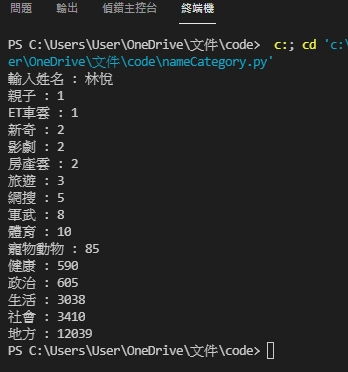 問題 輸出 偵錯主控台 終端機
PS C:\Users\User\OneDrive\文件\code> c:; cd 'c:\
er\OneDrive\文件\code\nameCategory.py'
輸入姓名 : 林悅
親子 : 1
ET車雲 : 1
新奇 : 2
影劇 : 2
房產雲 : 2
旅遊 : 3
網搜 : 5
軍武 : 8
體育 : 10
寵物動物 : 85
健康 : 590
政治 : 605
生活 : 3038
社會 : 3410
地方 : 12039
PS C:\Users\User\OneDrive\文件\code>